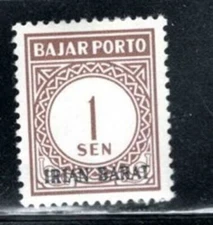 BAJAR PORTO
1
SEN
IRIAN BARAT